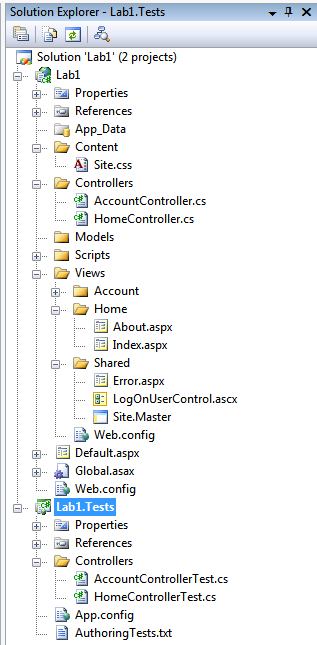 Solution Explorer - Lab1.Tests
Solution 'Lab1' (2 projects)
Lab1
Properties
References
App_Data
Content
Site.css
Controllers
AccountController.cs
HomeController.cs
Models
Scripts
Views
Account
Home
About.aspx
Index.aspx
Shared
Error.aspx
LogOnUserControl.ascx
Site.Master
Web.config
Default.aspx
Global.asax
Web.config
Lab1.Tests
Properties
References
Controllers
AccountControllerTest.cs
HomeControllerTest.cs
App.config
AuthoringTests.txt